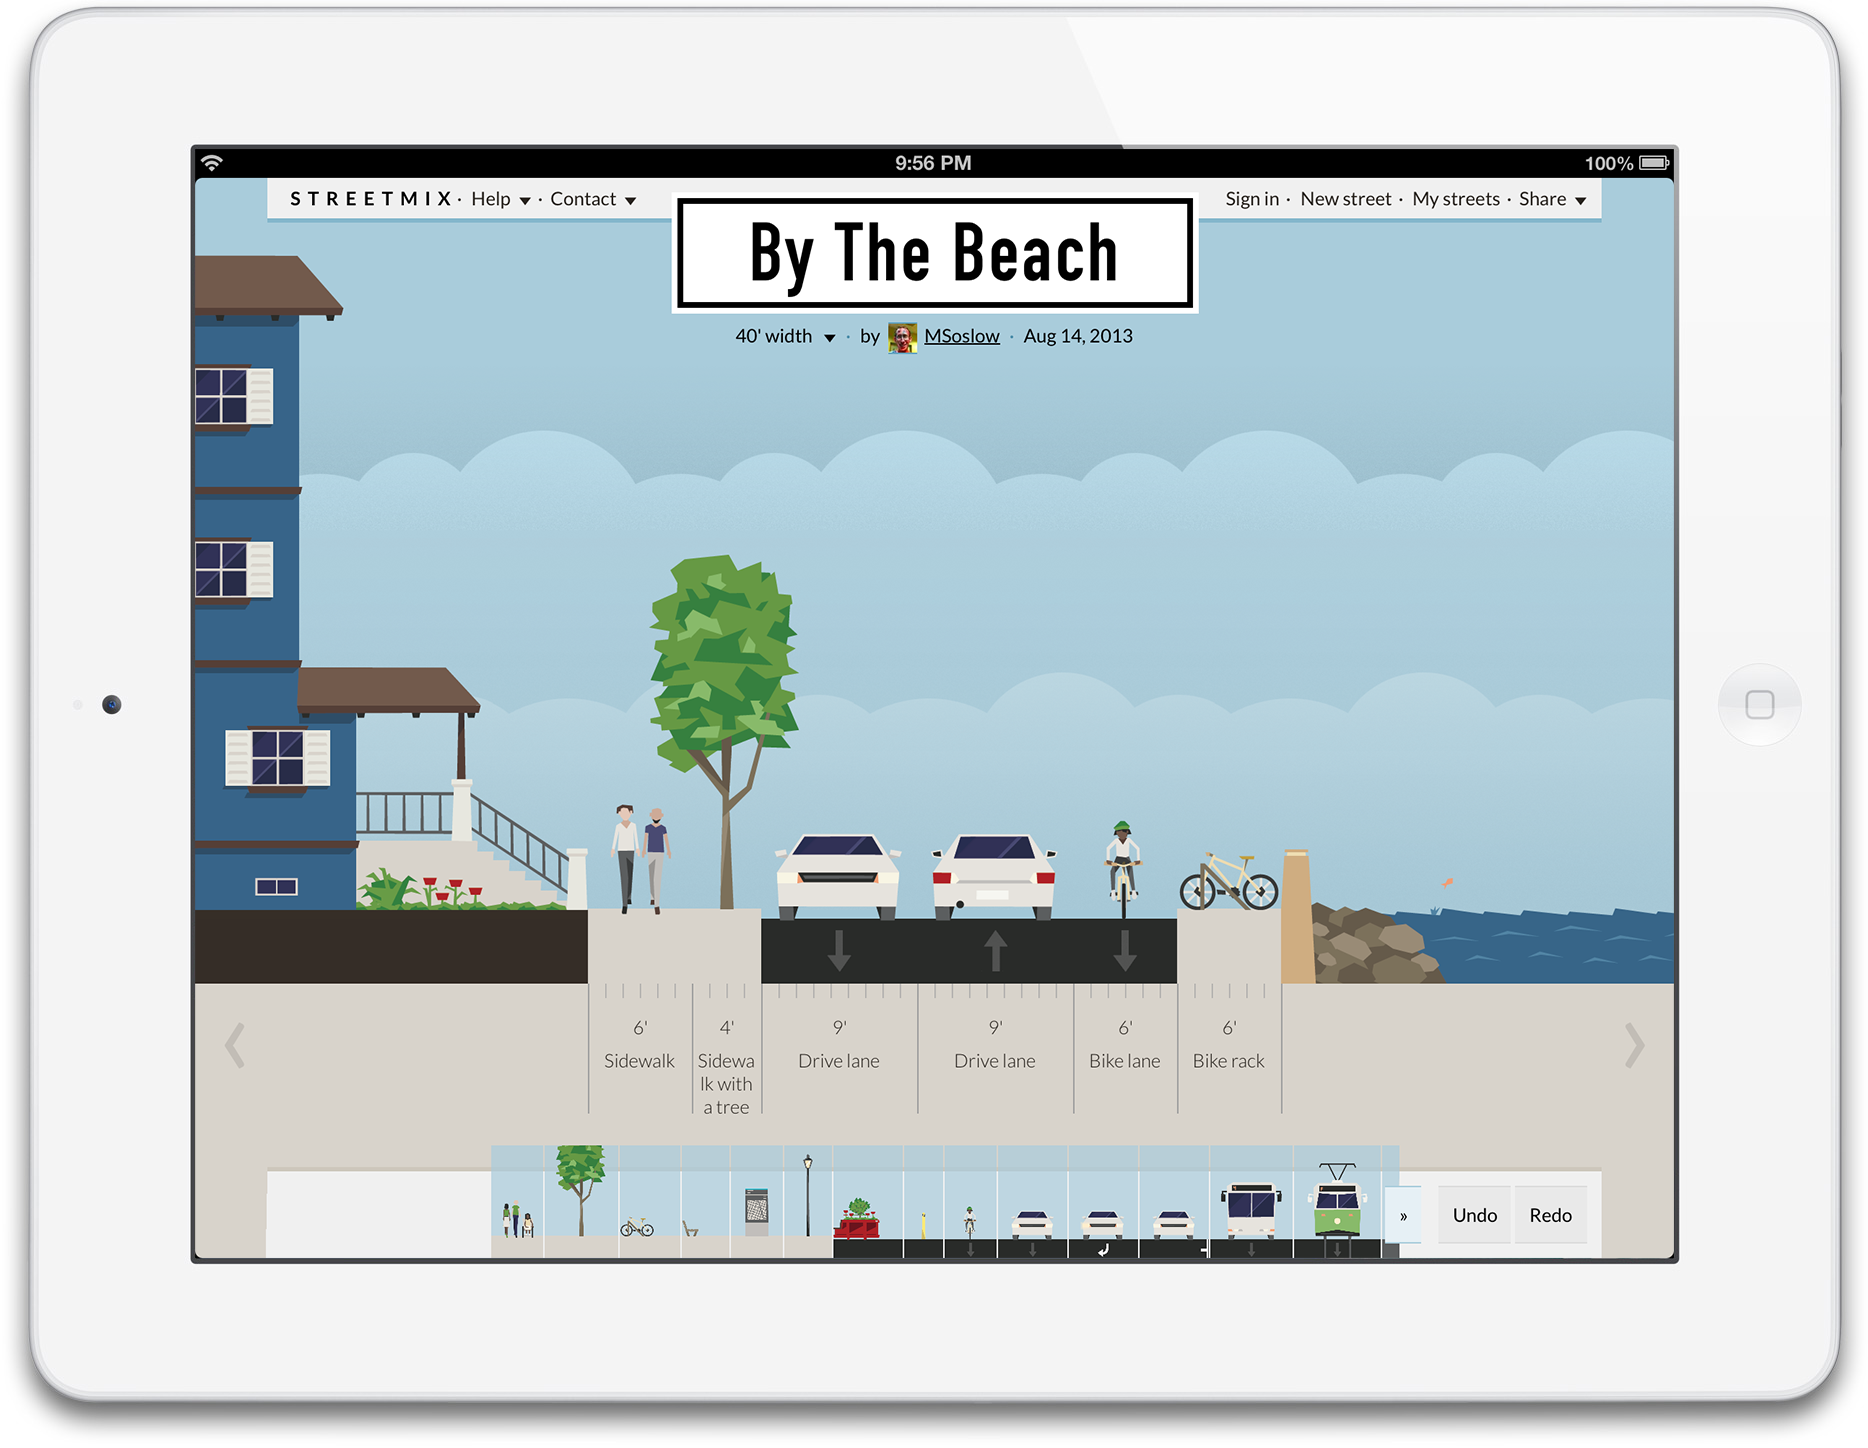 9:56 PM
100%
STREETMIX · Help ▼ · Contact ▼
Sign in · New street · My streets · Share ▼
By The Beach
40' width ▼ · by MSoslow · Aug 14, 2013
6'
Sidewalk
4'
Sidewa
lk with
a tree
9'
Drive lane
9'
Drive lane
6'
Bike lane
6'
Bike rack
»
Undo
Redo